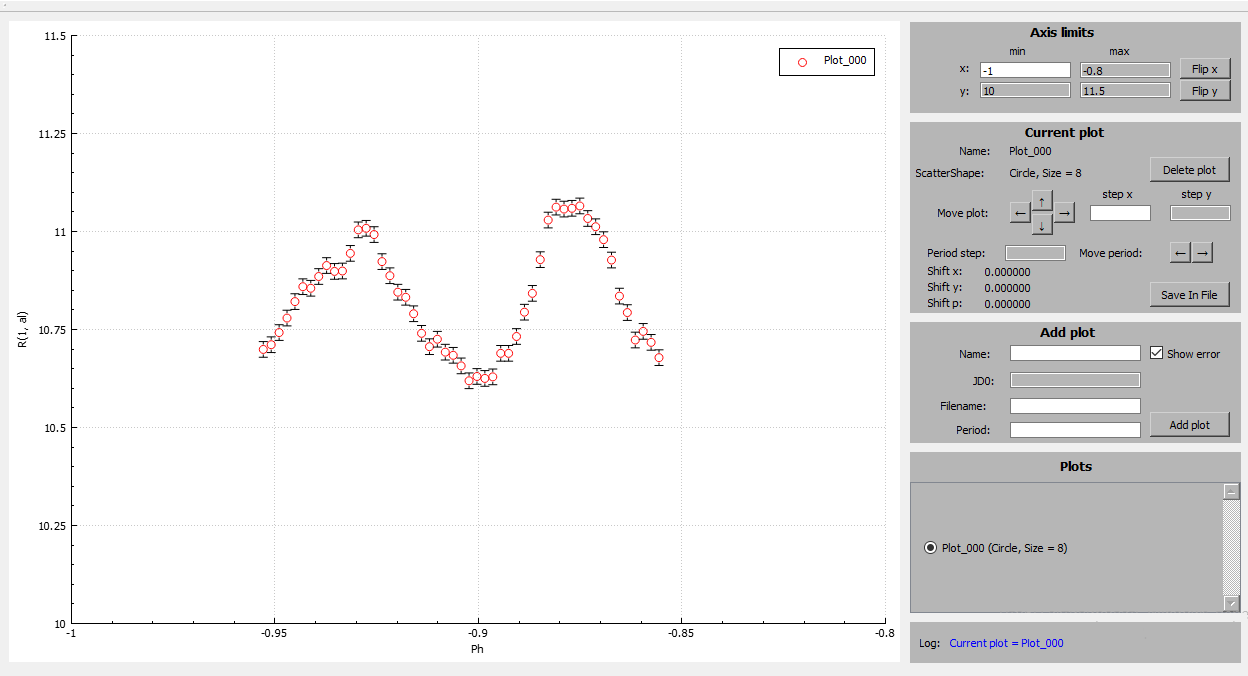 11.5
11.25
11
10.75
10.5
10.25
10
R(1, al)
-1
-0.95
-0.9
-0.85
-0.8
Ph
Plot_000
Axis limits
min max
x: -1 -0.8 Flip x
y: 10 11.5 Flip y
Current plot
Name: Plot_000
ScatterShape: Circle, Size = 8 Delete plot
step x step y
Move plot: ← ↑ ↓ →
Period step: Move period: ← →
Shift x: 0.000000
Shift y: 0.000000
Shift p: 0.000000
Save In File
Add plot
Name: Show error
JD0:
Filename:
Period: Add plot
Plots
Plot_000 (Circle, Size = 8)
Log: Current plot = Plot_000